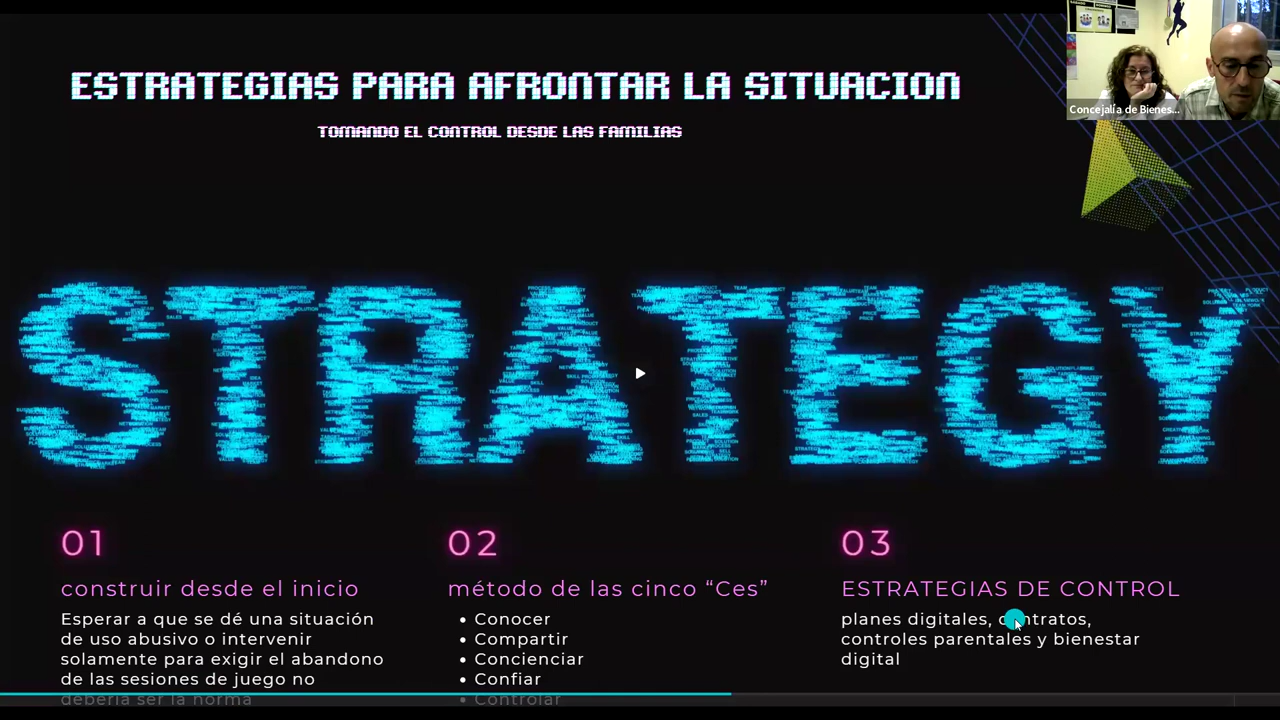 ESTRATEGIAS PARA AFRONTAR LA SITUACION
TOMANDO EL CONTROL DESDE LAS FAMILIAS
Concejalía de Bienes...
STRATEGY
01
construir desde el inicio
Esperar a que se dé una situación
de uso abusivo o intervenir
solamente para exigir el abandono
de las sesiones de juego no
debería ser la norma
02
método de las cinco “Ces”
• Conocer
• Compartir
• Concienciar
• Confiar
• Controlar
03
ESTRATEGIAS DE CONTROL
planes digitales, contratos,
controles parentales y bienestar
digital